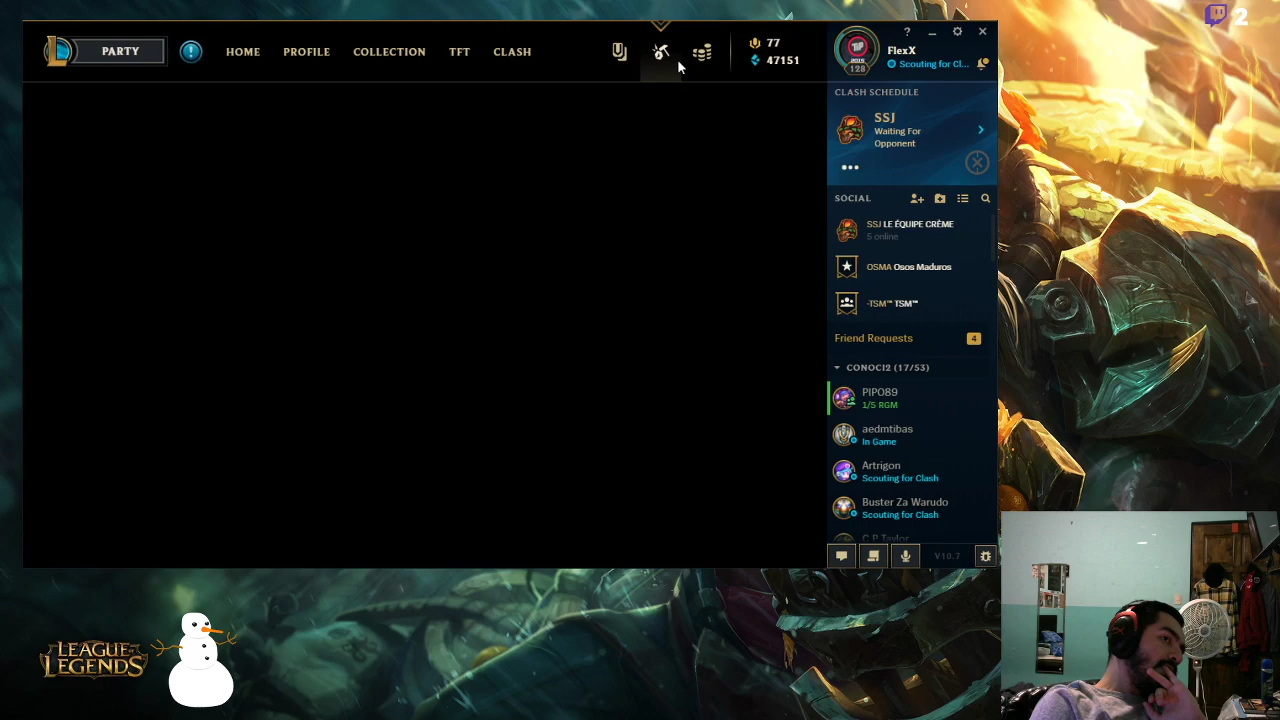 2
PARTY
HOME
PROFILE
COLLECTION
TFT
CLASH
77
47151
128
FlexX
Scouting for Cl...
CLASH SCHEDULE
SSJ
Waiting For
Opponent
SOCIAL
SSJ LE ÉQUIPE CRÈME
5 online
OSMA Osos Maduros
-TSM™ TSM™
Friend Requests
4
CONOCI2 (17/53)
PIPO89
1/5 RGM
aedmtibas
In Game
Artrigon
Scouting for Clash
Buster Za Warudo
Scouting for Clash
C P Taylor
V10.7
LEAGUE OF
LEGENDS